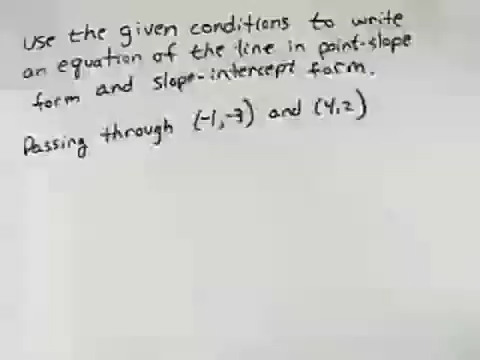 use the given conditions to write
an equation of the line in point-slope
form and slope-intercept form.
Passing through (-1,-3) and (4,2)